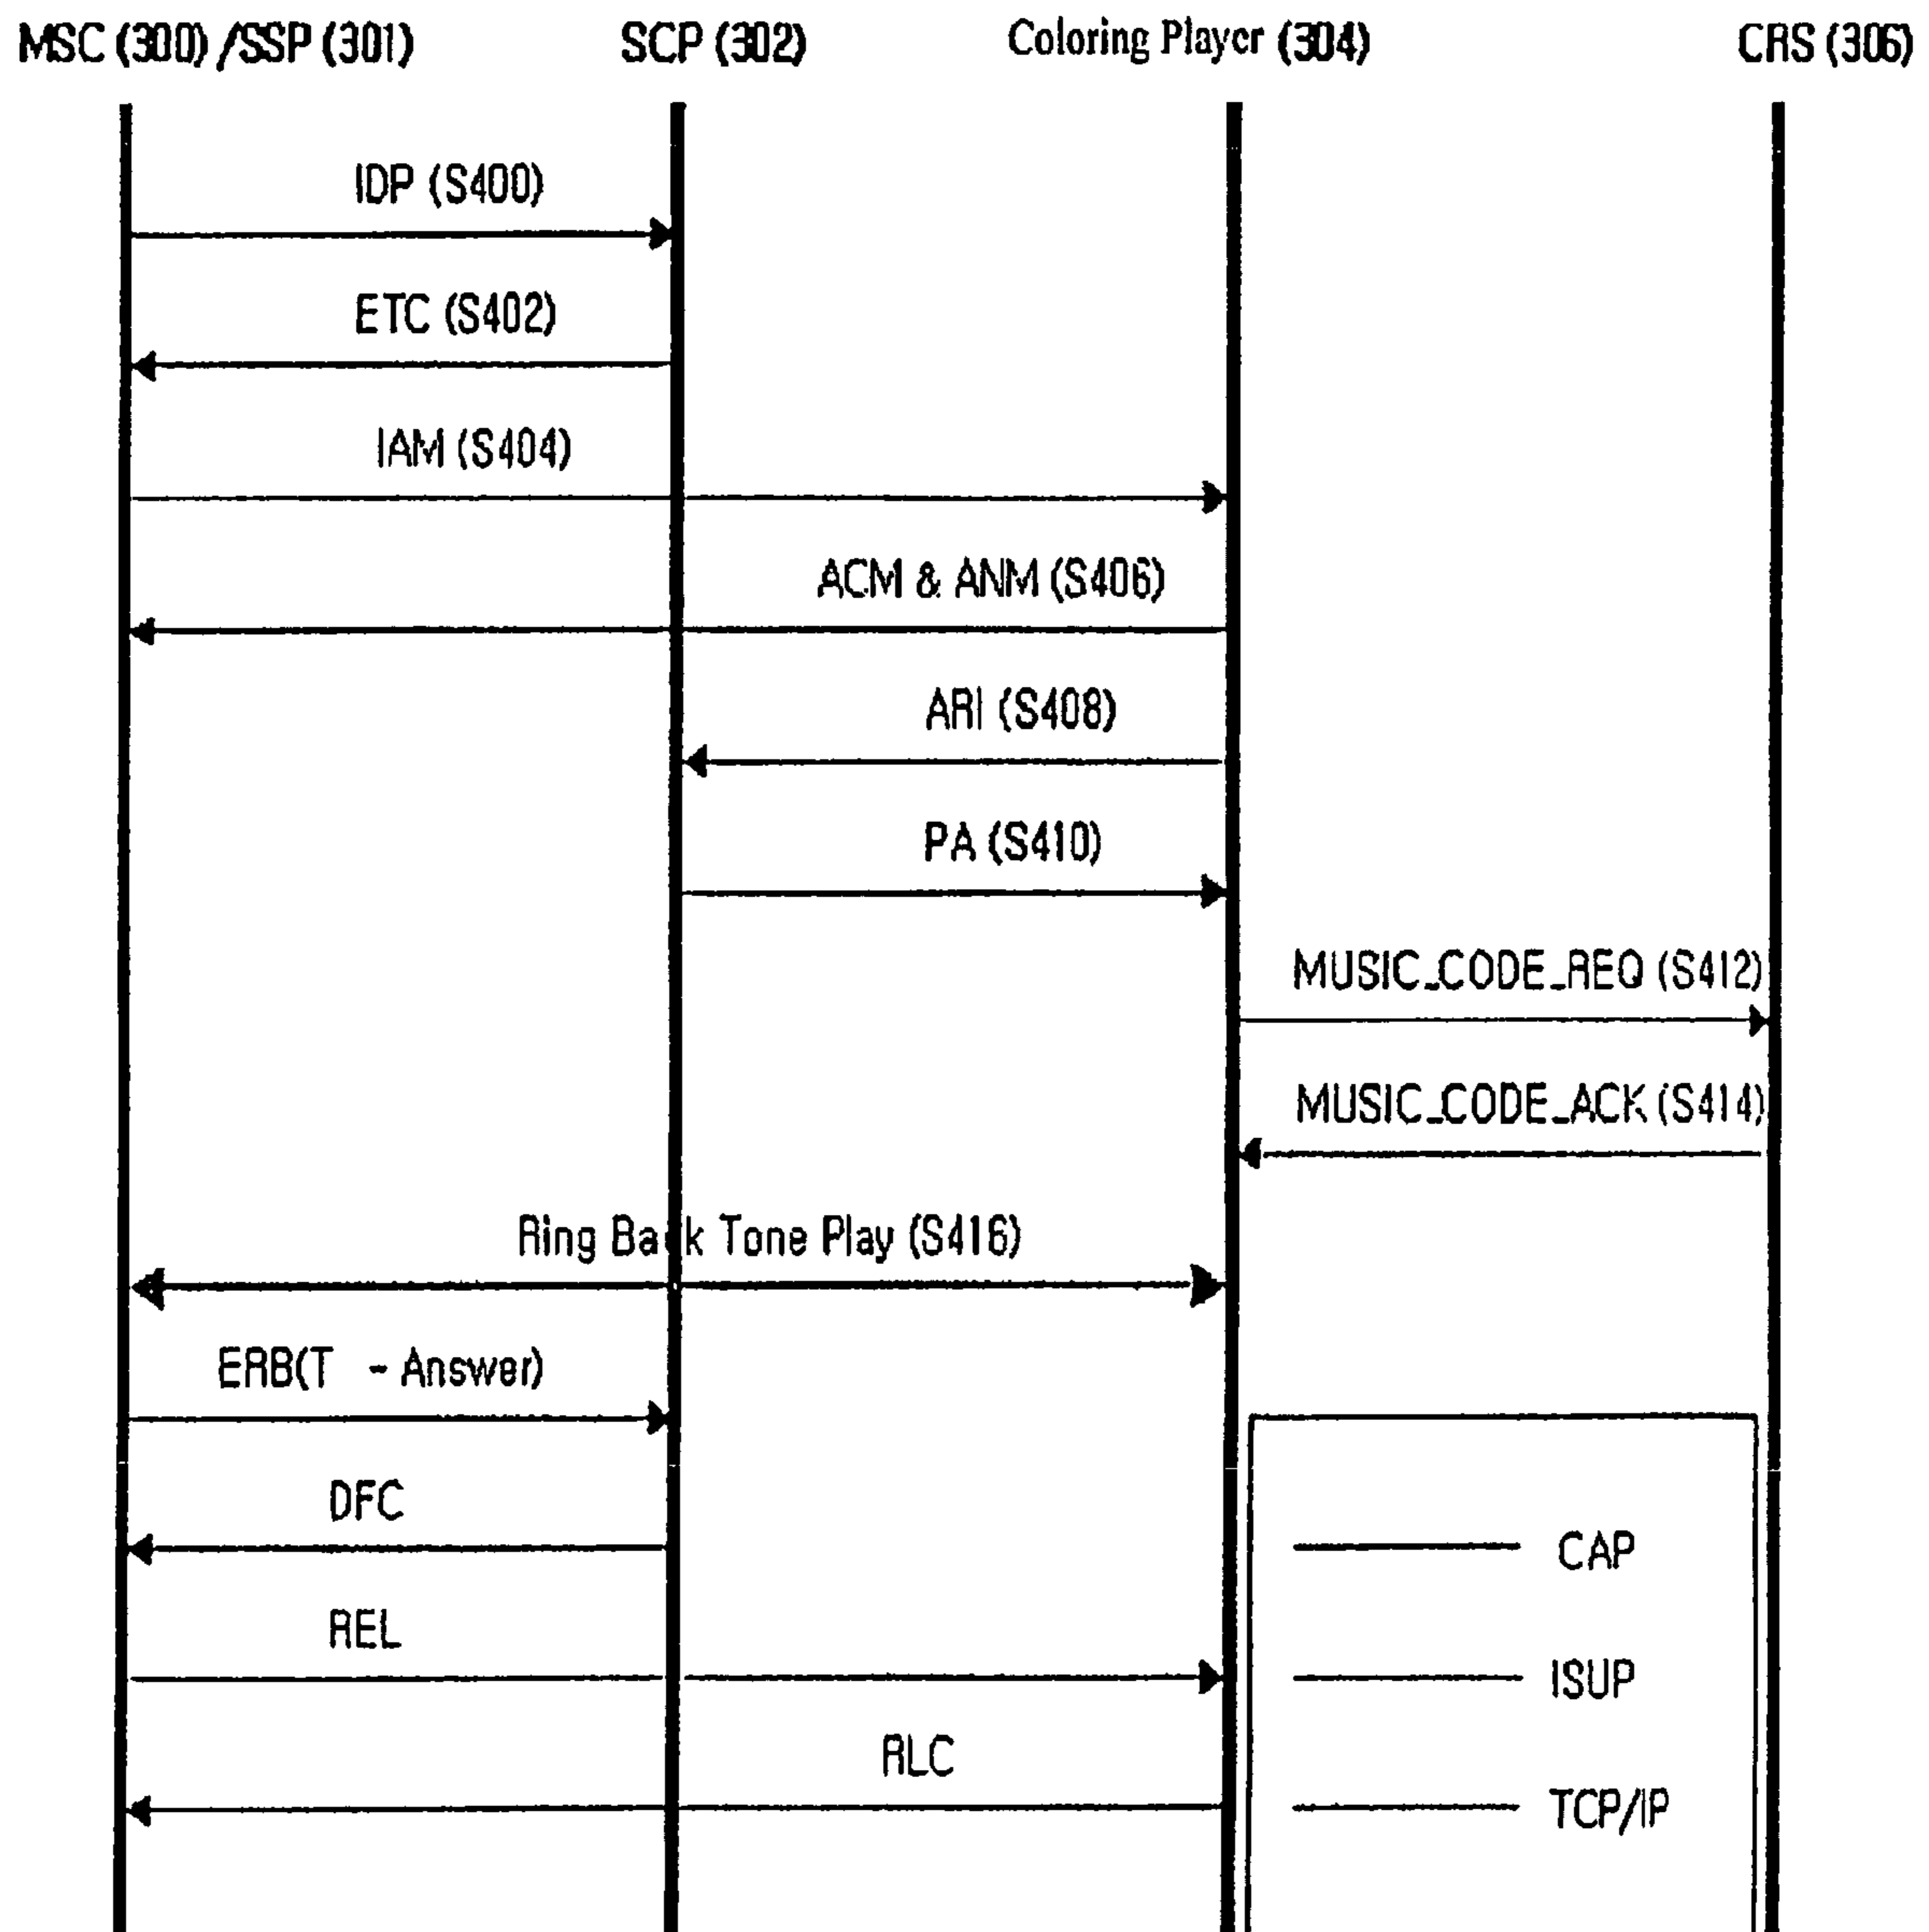 MSC (300) /SSP (301) SCP (302) Coloring Player (304) CRS (306)
IDP (S400)
ETC (S402)
IAM (S404)
ACM & ANM (S406)
ARI (S408)
PA (S410)
MUSIC_CODE_REQ (S412)
MUSIC_CODE_ACK (S414)
Ring Back Tone Play (S416)
ERB(T - Answer)
DFC
CAP
REL
ISUP
RLC
TCP/IP